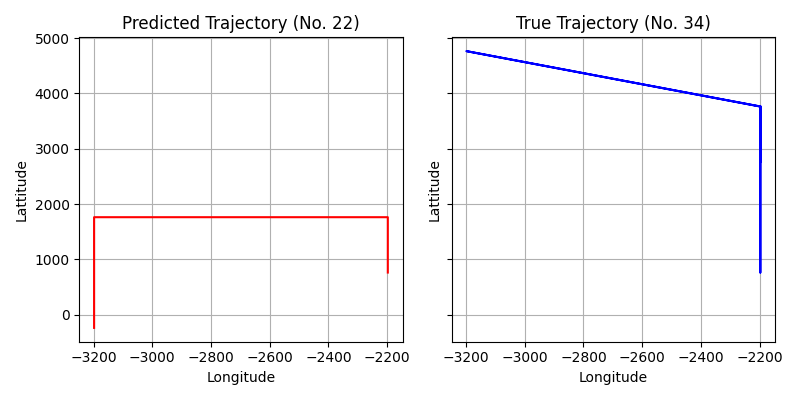 Predicted Trajectory (No. 22)
True Trajectory (No. 34)
5000
4000
3000
2000
1000
0
Lattitude
Lattitude
−3200 −3000 −2800 −2600 −2400 −2200
−3200 −3000 −2800 −2600 −2400 −2200
Longitude
Longitude